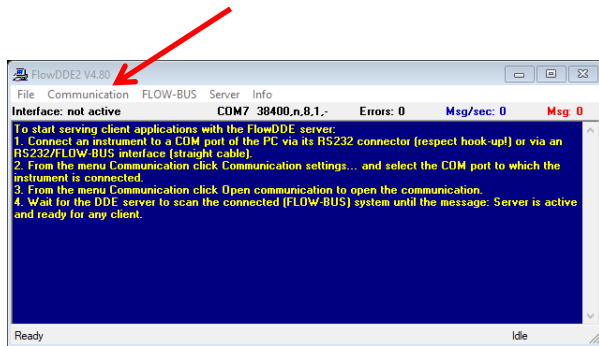 FlowDDE2 V4.80
File Communication FLOW-BUS Server Info
Interface: not active COM7 38400,n,8,1,- Errors: 0 Msg/sec: 0 Msg: 0
To start serving client applications with the FlowDDE server:
1. Connect an instrument to a COM port of the PC via its RS232 connector (respect hook-up!) or via an
RS232/FLOW-BUS interface (straight cable).
2. From the menu Communication click Communication settings... and select the COM port to which the
instrument is connected.
3. From the menu Communication click Open communication to open the communication.
4. Wait for the DDE server to scan the connected (FLOW-BUS) system until the message: Server is active
and ready for any client.
Ready Idle